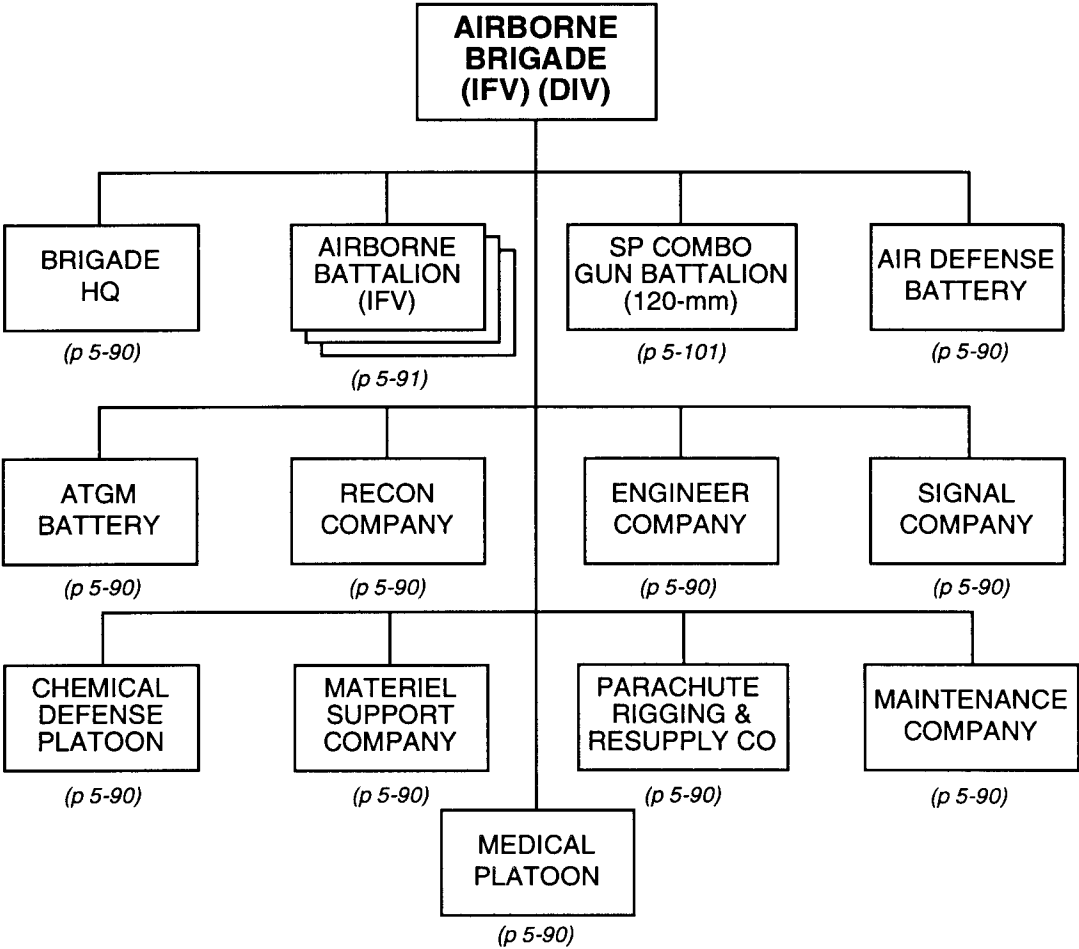 AIRBORNE
BRIGADE
(IFV) (DIV)
BRIGADE
HQ
(p 5-90)
AIRBORNE
BATTALION
(IFV)
(p 5-91)
SP COMBO
GUN BATTALION
(120-mm)
(p 5-101)
AIR DEFENSE
BATTERY
(p 5-90)
ATGM
BATTERY
(p 5-90)
RECON
COMPANY
(p 5-90)
ENGINEER
COMPANY
(p 5-90)
SIGNAL
COMPANY
(p 5-90)
CHEMICAL
DEFENSE
PLATOON
(p 5-90)
MATERIEL
SUPPORT
COMPANY
(p 5-90)
PARACHUTE
RIGGING &
RESUPPLY CO
(p 5-90)
MAINTENANCE
COMPANY
(p 5-90)
MEDICAL
PLATOON
(p 5-90)